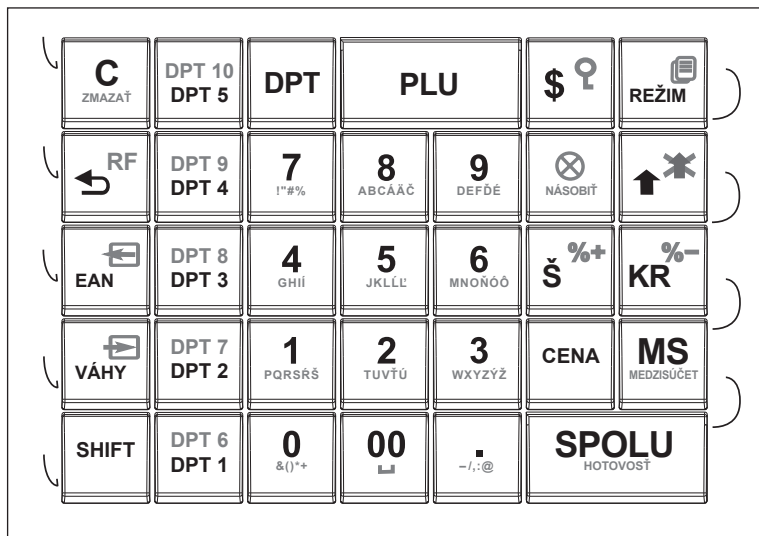 C
ZMAZAŤ
DPT 10
DPT 5
DPT
PLU
$
REŽIM
RF
DPT 9
DPT 4
7
!"#%
8
ABCÁÄČ
9
DEFĎÉ
NÁSOBIŤ
EAN
DPT 8
DPT 3
4
GHIÍ
5
JKLĹĽ
6
MNOŇÓÔ
%+
Š
%–
KR
VÁHY
DPT 7
DPT 2
1
PQRSŔŠ
2
TUVŤÚ
3
WXYZÝŽ
CENA
MS
MEDZISÚČET
SHIFT
DPT 6
DPT 1
0
&()*+
00
.
–/,:@
SPOLU
HOTOVOSŤ